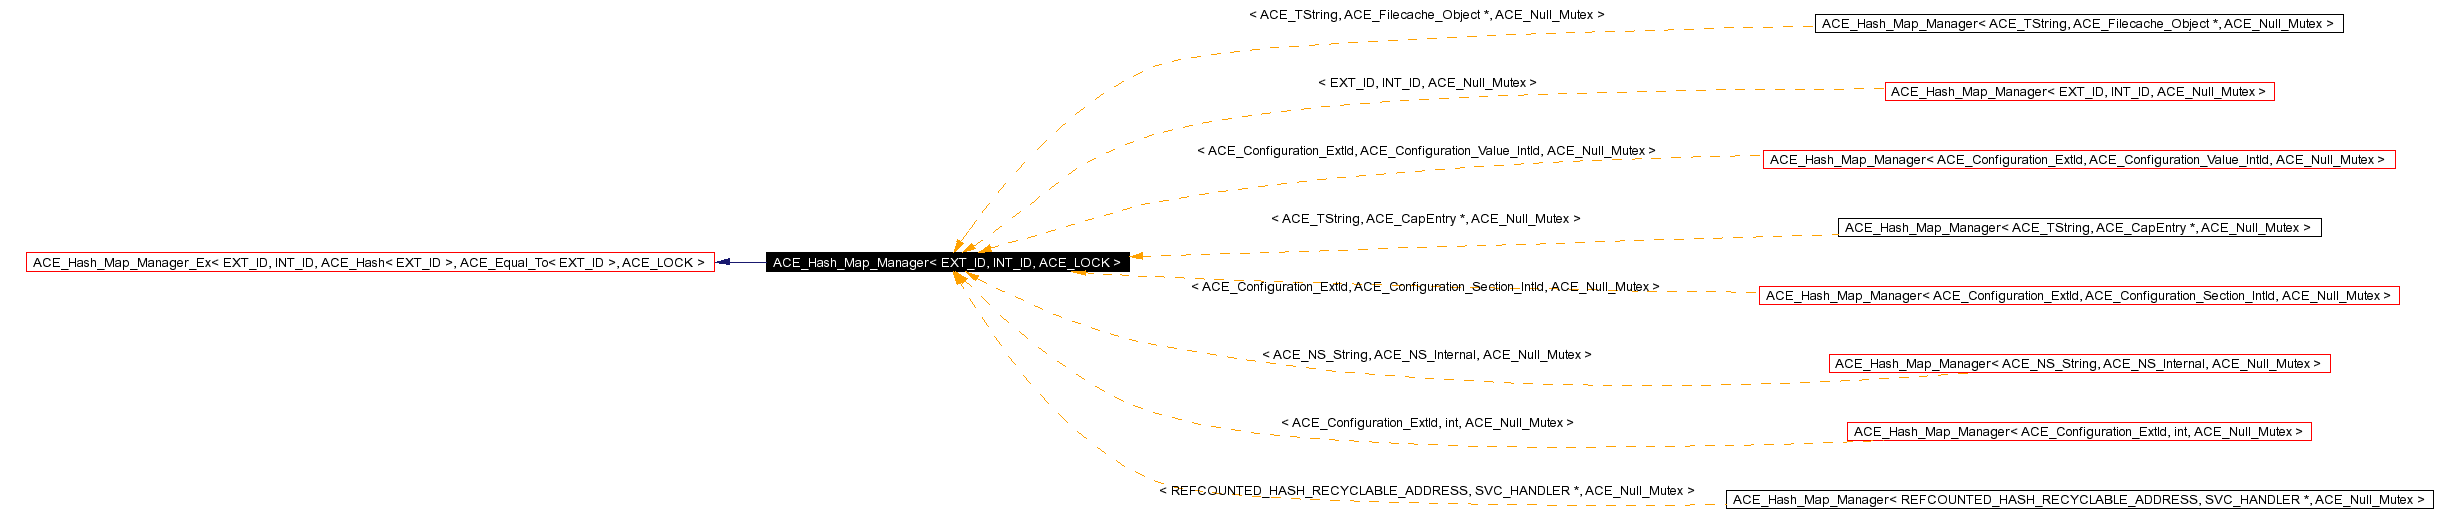 < ACE_TString, ACE_Filecache_Object *, ACE_Null_Mutex >
ACE_Hash_Map_Manager< ACE_TString, ACE_Filecache_Object *, ACE_Null_Mutex >
< EXT_ID, INT_ID, ACE_Null_Mutex >
ACE_Hash_Map_Manager< EXT_ID, INT_ID, ACE_Null_Mutex >
< ACE_Configuration_ExtId, ACE_Configuration_Value_IntId, ACE_Null_Mutex >
ACE_Hash_Map_Manager< ACE_Configuration_ExtId, ACE_Configuration_Value_IntId, ACE_Null_Mutex >
< ACE_TString, ACE_CapEntry *, ACE_Null_Mutex >
ACE_Hash_Map_Manager< ACE_TString, ACE_CapEntry *, ACE_Null_Mutex >
ACE_Hash_Map_Manager_Ex< EXT_ID, INT_ID, ACE_Hash< EXT_ID >, ACE_Equal_To< EXT_ID >, ACE_LOCK >
ACE_Hash_Map_Manager< EXT_ID, INT_ID, ACE_LOCK >
< ACE_Configuration_ExtId, ACE_Configuration_Section_IntId, ACE_Null_Mutex >
ACE_Hash_Map_Manager< ACE_Configuration_ExtId, ACE_Configuration_Section_IntId, ACE_Null_Mutex >
< ACE_NS_String, ACE_NS_Internal, ACE_Null_Mutex >
ACE_Hash_Map_Manager< ACE_NS_String, ACE_NS_Internal, ACE_Null_Mutex >
< ACE_Configuration_ExtId, int, ACE_Null_Mutex >
ACE_Hash_Map_Manager< ACE_Configuration_ExtId, int, ACE_Null_Mutex >
< REFCOUNTED_HASH_RECYCLABLE_ADDRESS, SVC_HANDLER *, ACE_Null_Mutex >
ACE_Hash_Map_Manager< REFCOUNTED_HASH_RECYCLABLE_ADDRESS, SVC_HANDLER *, ACE_Null_Mutex >